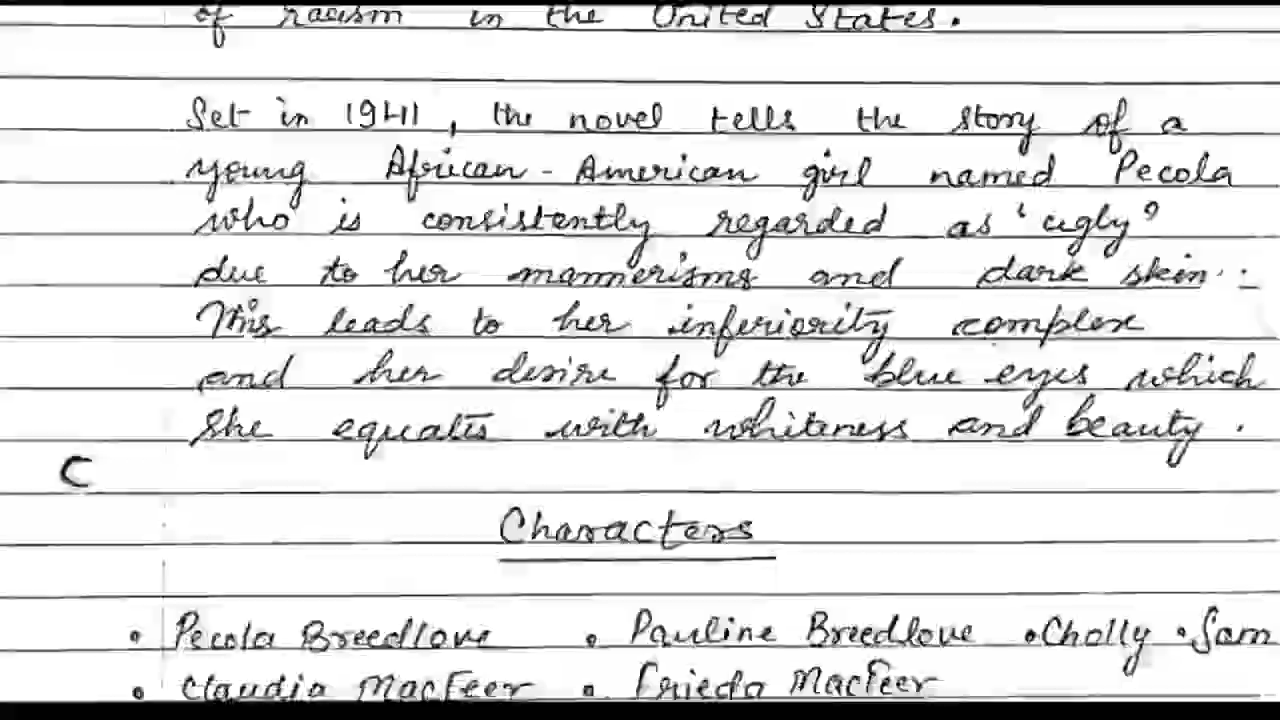 of racism in the United States.
Set in 1941, the novel tells the story of a
young African-American girl named Pecola
who is consistently regarded as 'ugly'
due to her mannerisms and dark skin.
This leads to her inferiority complex
and her desire for the blue eyes which
she equates with whiteness and beauty.
C
Characters
• Pecola Breedlove • Pauline Breedlove • Cholly • Sam
• Claudia MacFeer • Frieda MacFeer